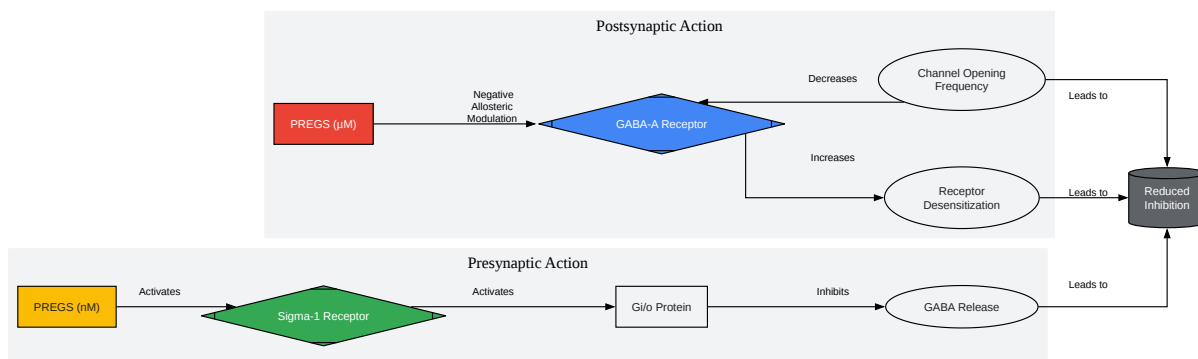 Postsynaptic Action
Decreases
Channel Opening
Frequency
Leads to
Negative
Allosteric
Modulation
PREGS (µM)
GABA-A Receptor
Increases
Receptor
Desensitization
Leads to
Reduced
Inhibition
Presynaptic Action
PREGS (nM)
Activates
Sigma-1 Receptor
Activates
Gi/o Protein
Inhibits
GABA Release
Leads to